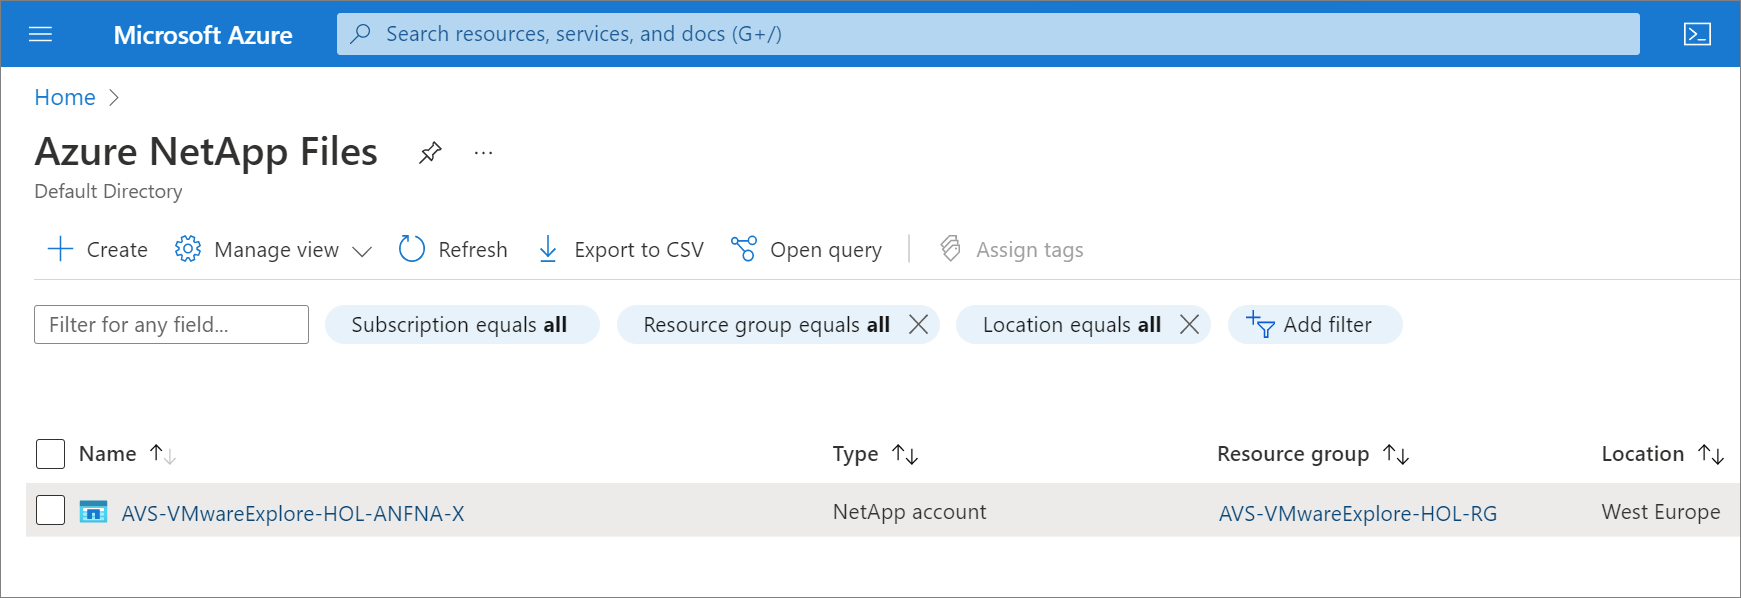 Microsoft Azure
Search resources, services, and docs (G+/)
Home
Azure NetApp Files
...
Default Directory
Create
Manage view
Refresh
Export to CSV
Open query
Assign tags
Filter for any field...
Subscription equals all
Resource group equals all
Location equals all
Add filter
Name Type Resource group Location
AVS-VMwareExplore-HOL-ANFNA-X NetApp account AVS-VMwareExplore-HOL-RG West Europe